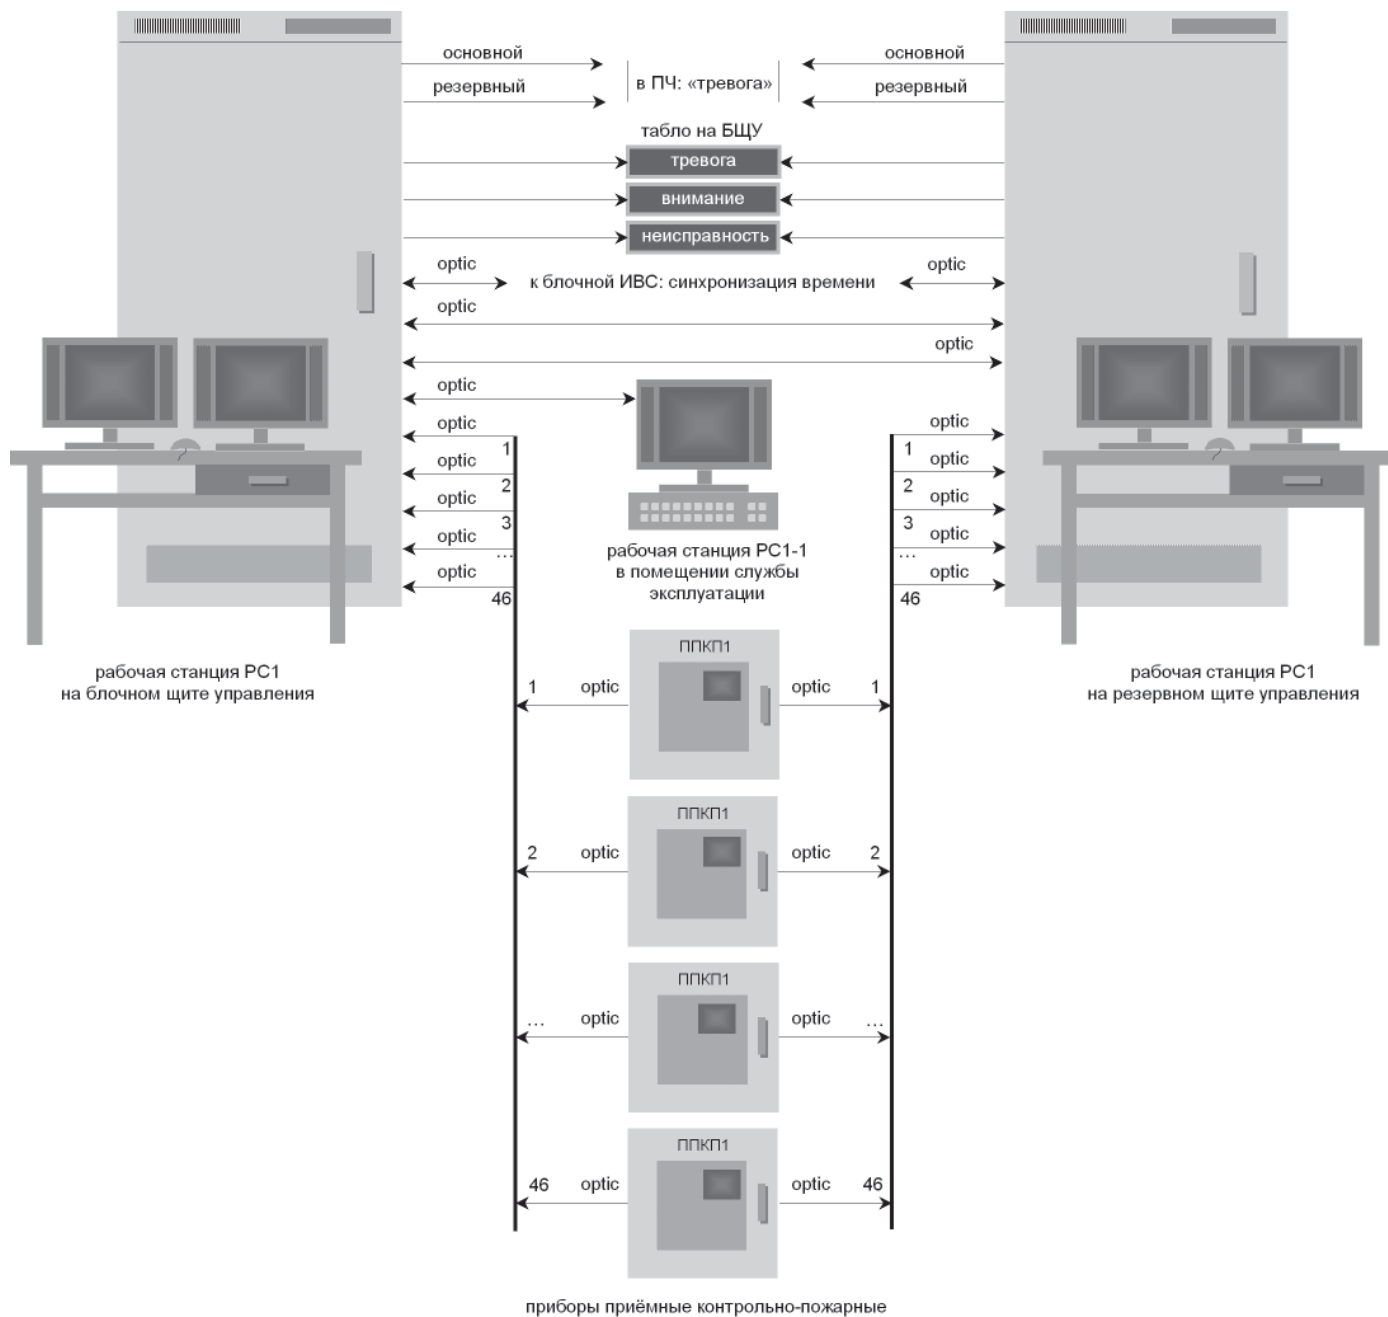 основной
основной
в ПЧ: «тревога»
резервный
резервный
табло на БЩУ
тревога
внимание
неисправность
optic
optic
к блочной ИВС: синхронизация времени
optic
optic
optic
optic
1
optic
2
optic
3
optic
...
optic
46
optic
1
optic
2
optic
3
optic
...
optic
46
рабочая станция РС1-1
в помещении службы
эксплуатации
рабочая станция РС1
на блочном щите управления
рабочая станция РС1
на резервном щите управления
ППКП1
1 optic
optic 1
ППКП1
2 optic
optic 2
ППКП1
... optic
optic ...
ППКП1
46 optic
optic 46
приборы приёмные контрольно-пожарные